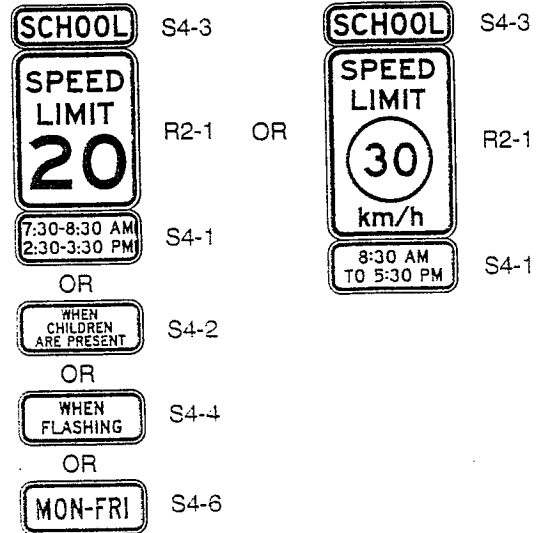 SCHOOL S4-3
SPEED
LIMIT
20 R2-1
7:30-8:30 AM
2:30-3:30 PM S4-1
OR
WHEN
CHILDREN
ARE PRESENT S4-2
OR
WHEN
FLASHING S4-4
OR
MON-FRI S4-6
OR
SCHOOL S4-3
SPEED
LIMIT
30
km/h R2-1
8:30 AM
TO 5:30 PM S4-1